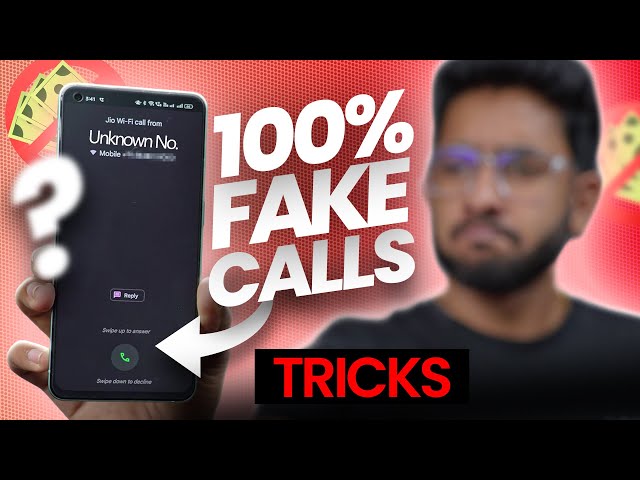 3:41
Jio Wi-Fi call from
Unknown No.
Mobile
Reply
Swipe up to answer
Swipe down to decline
?
100%
FAKE
CALLS
TRICKS